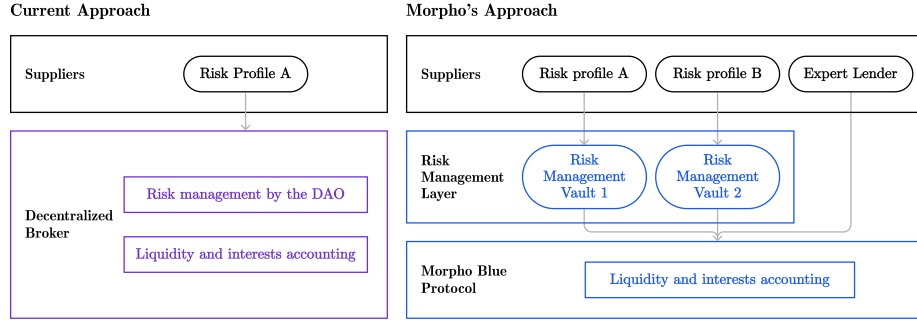 Current Approach
Suppliers
Risk Profile A
Decentralized
Broker
Risk management by the DAO
Liquidity and interests accounting
Morpho's Approach
Suppliers
Risk profile A
Risk profile B
Expert Lender
Risk
Management
Layer
Risk
Management
Vault 1
Risk
Management
Vault 2
Morpho Blue
Protocol
Liquidity and interests accounting